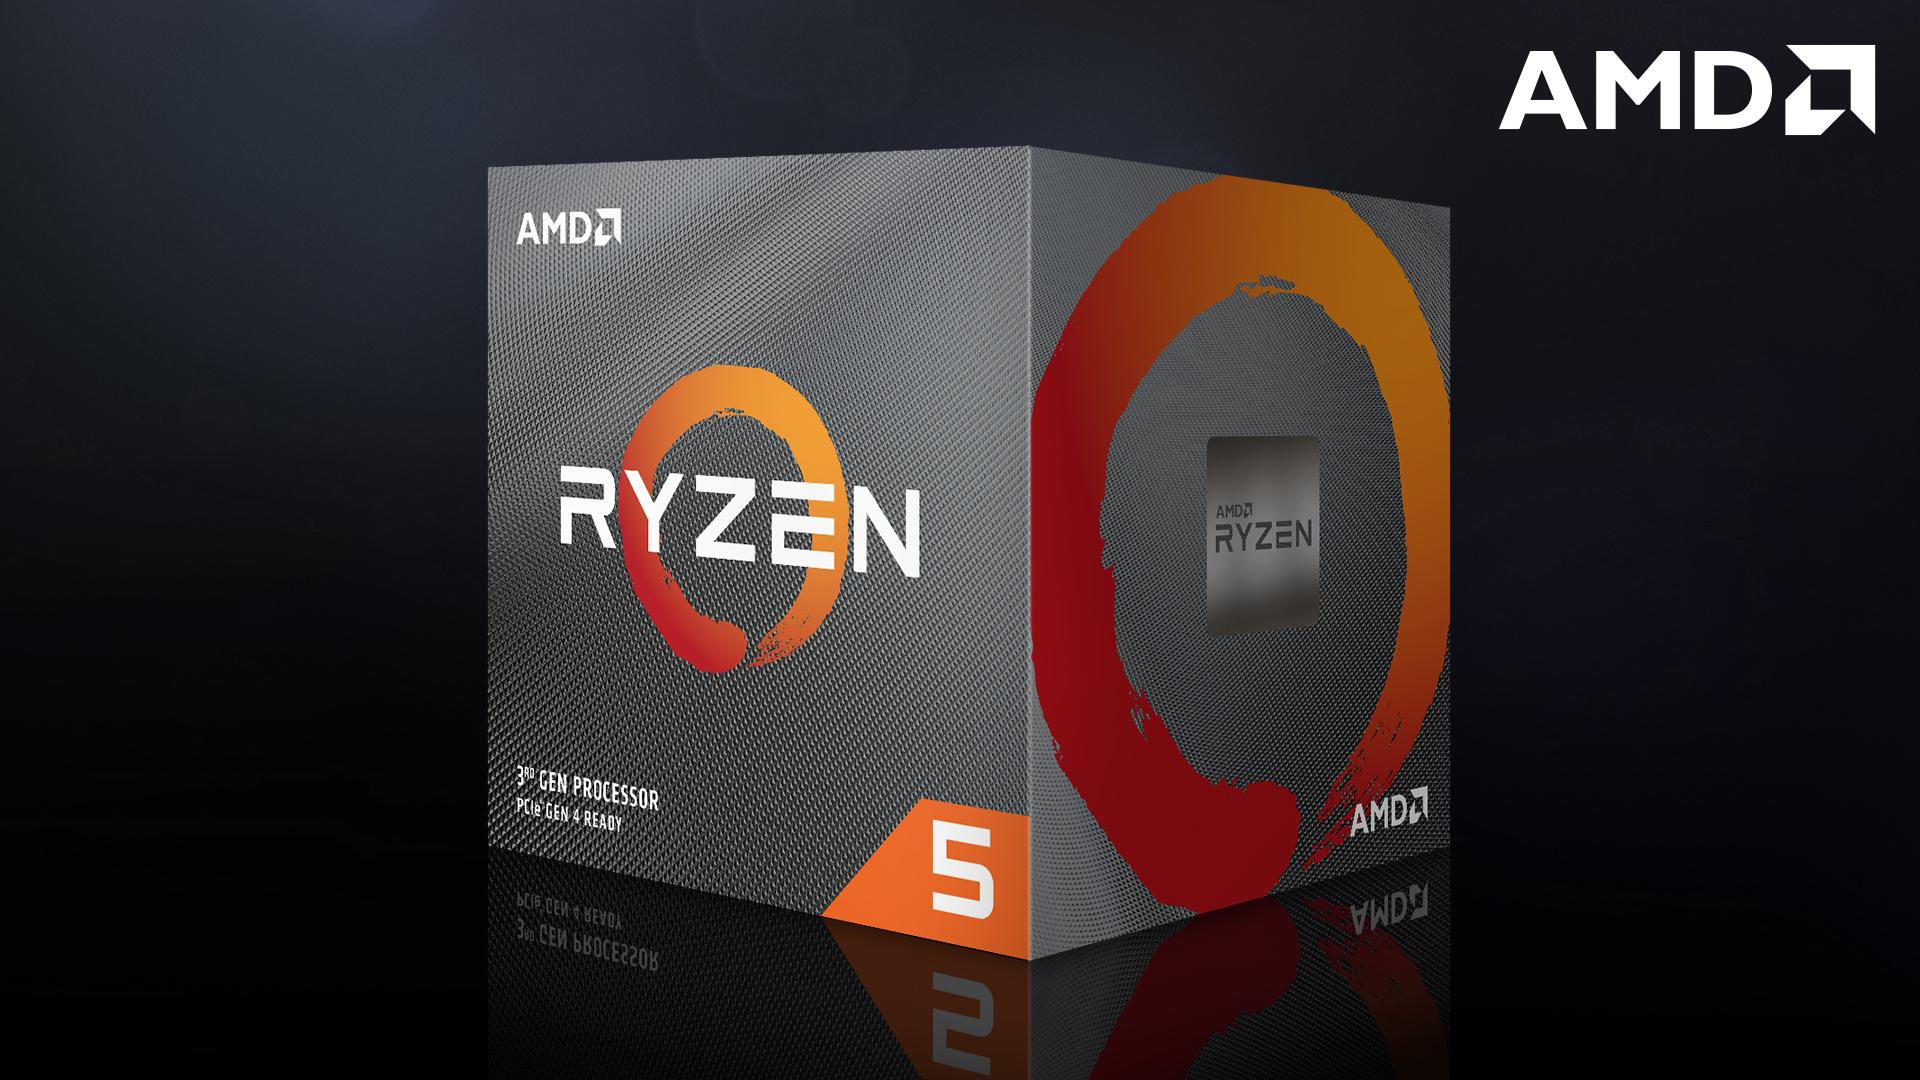 AMD
AMD
RYZEN
3RD GEN PROCESSOR
PCIe GEN 4 READY
5
AMD
RYZEN
AMD